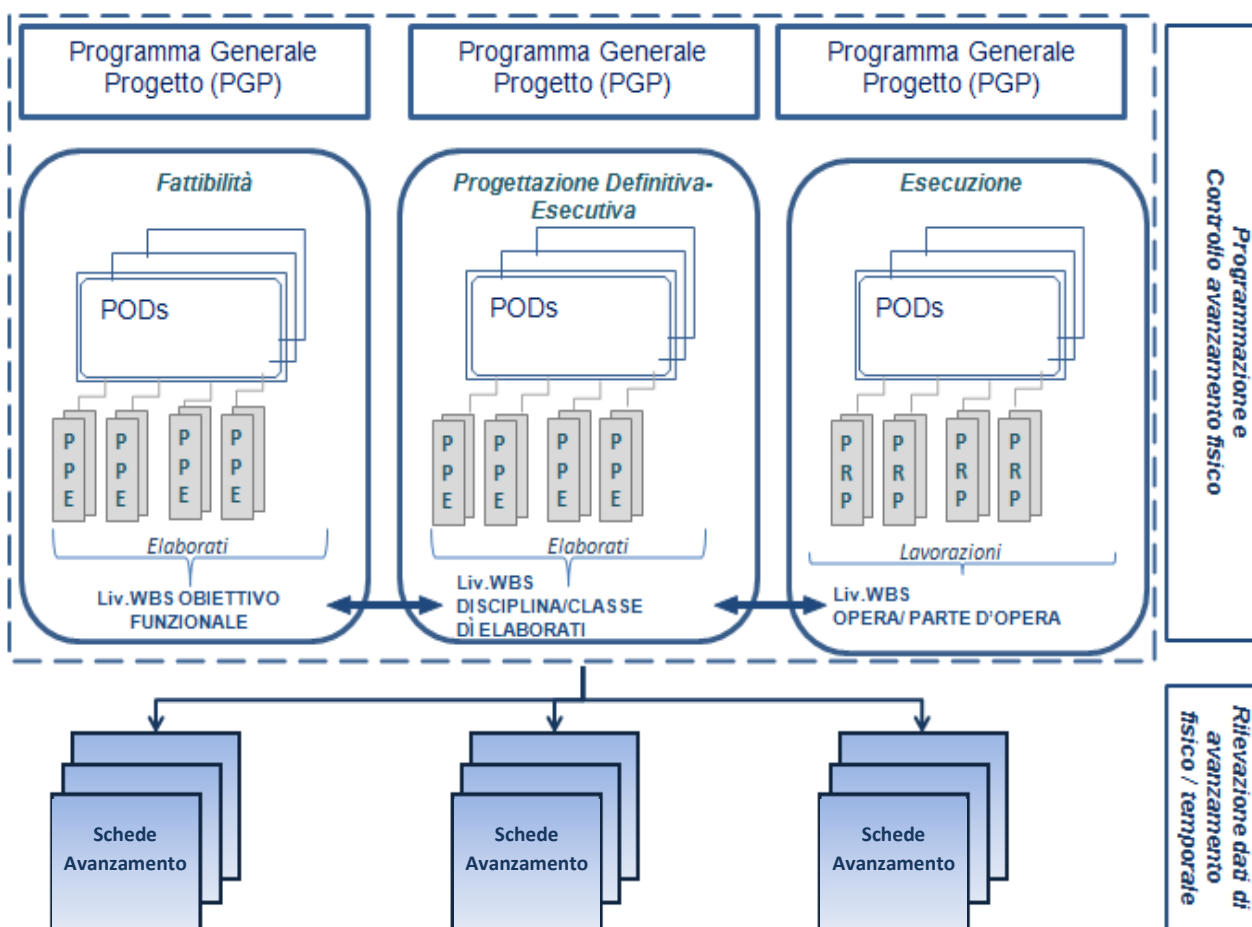 Programma Generale
Progetto (PGP)
Programma Generale
Progetto (PGP)
Programma Generale
Progetto (PGP)
Fattibilità
PODs
P
P
E
P
P
E
P
P
E
P
P
E
Elaborati
Liv.WBS OBIETTIVO
FUNZIONALE
Progettazione Definitiva-
Esecutiva
PODs
P
P
E
P
P
E
P
P
E
P
P
E
Elaborati
Liv.WBS
DISCIPLINA/CLASSE
DÌ ELABORATI
Esecuzione
PODs
P
R
P
P
R
P
P
R
P
P
R
P
Lavorazioni
Liv.WBS
OPERA/ PARTE D'OPERA
Programmazione e
Controllo avanzamento fisico
Schede
Avanzamento
Schede
Avanzamento
Schede
Avanzamento
Rilevazione dati di
avanzamento
fisico / temporale